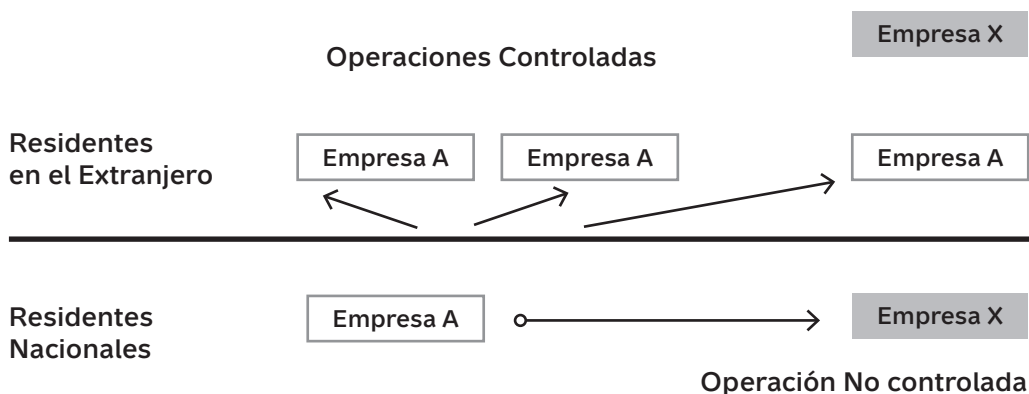 Empresa X
Operaciones Controladas
Residentes
en el Extranjero
Empresa A
Empresa A
Empresa A
Residentes
Nacionales
Empresa A
Empresa X
Operación No controlada